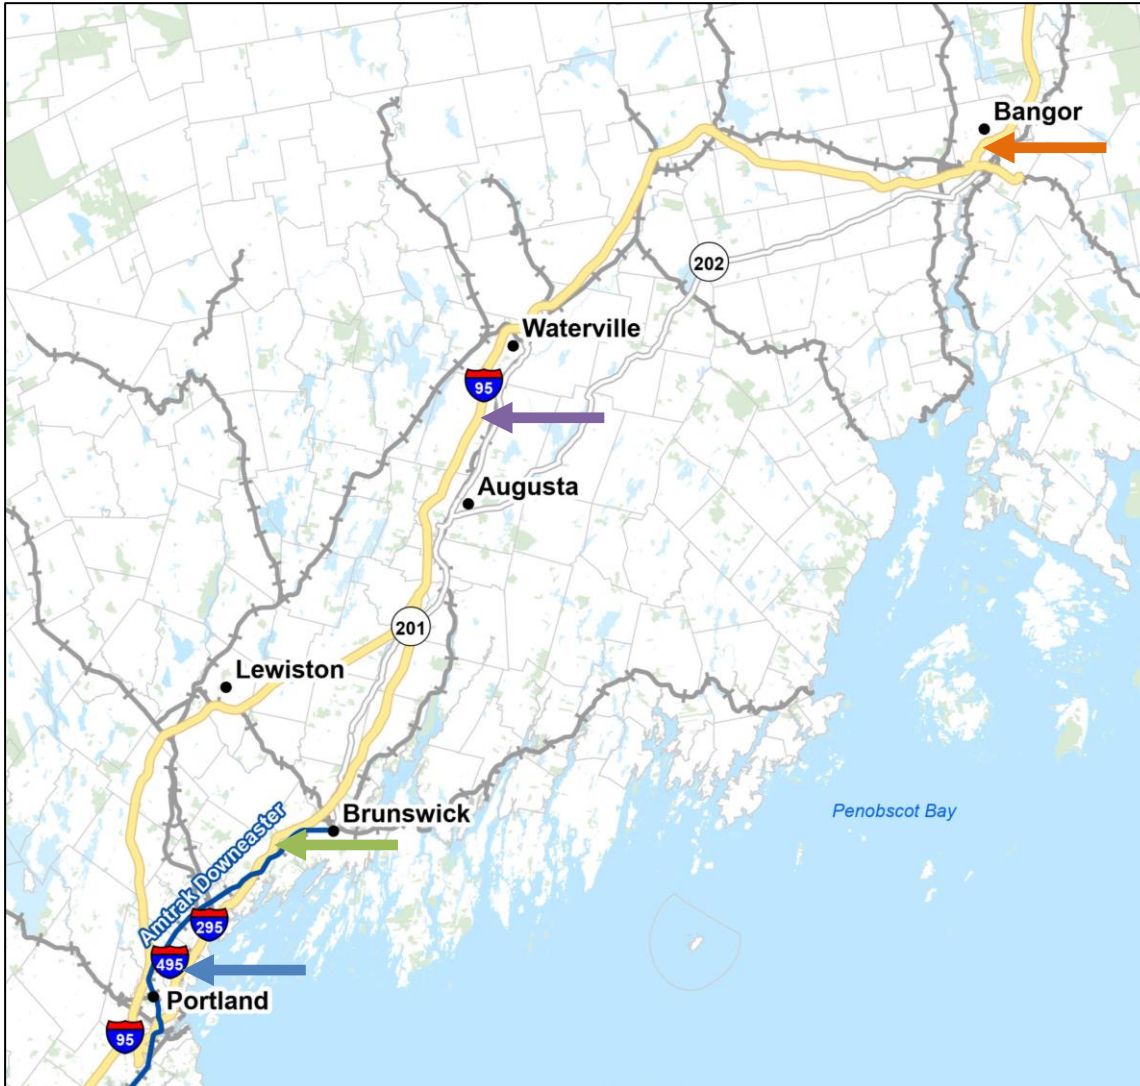 Bangor
202
Waterville
95
Augusta
201
Lewiston
Brunswick
Penobscot Bay
Amtrak Downeaster
295
495
Portland
95